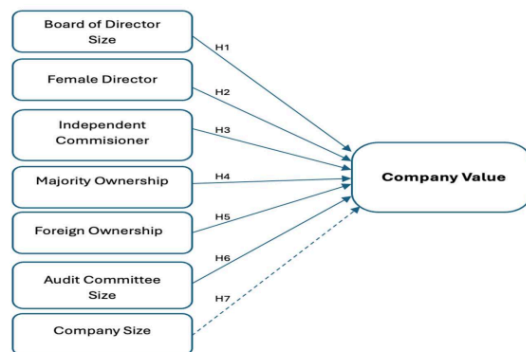 Board of Director
Size
H1
Female Director
H2
Independent
Commisioner
H3
Majority Ownership
H4
Company Value
Foreign Ownership
H5
Audit Committee
Size
H6
Company Size
H7